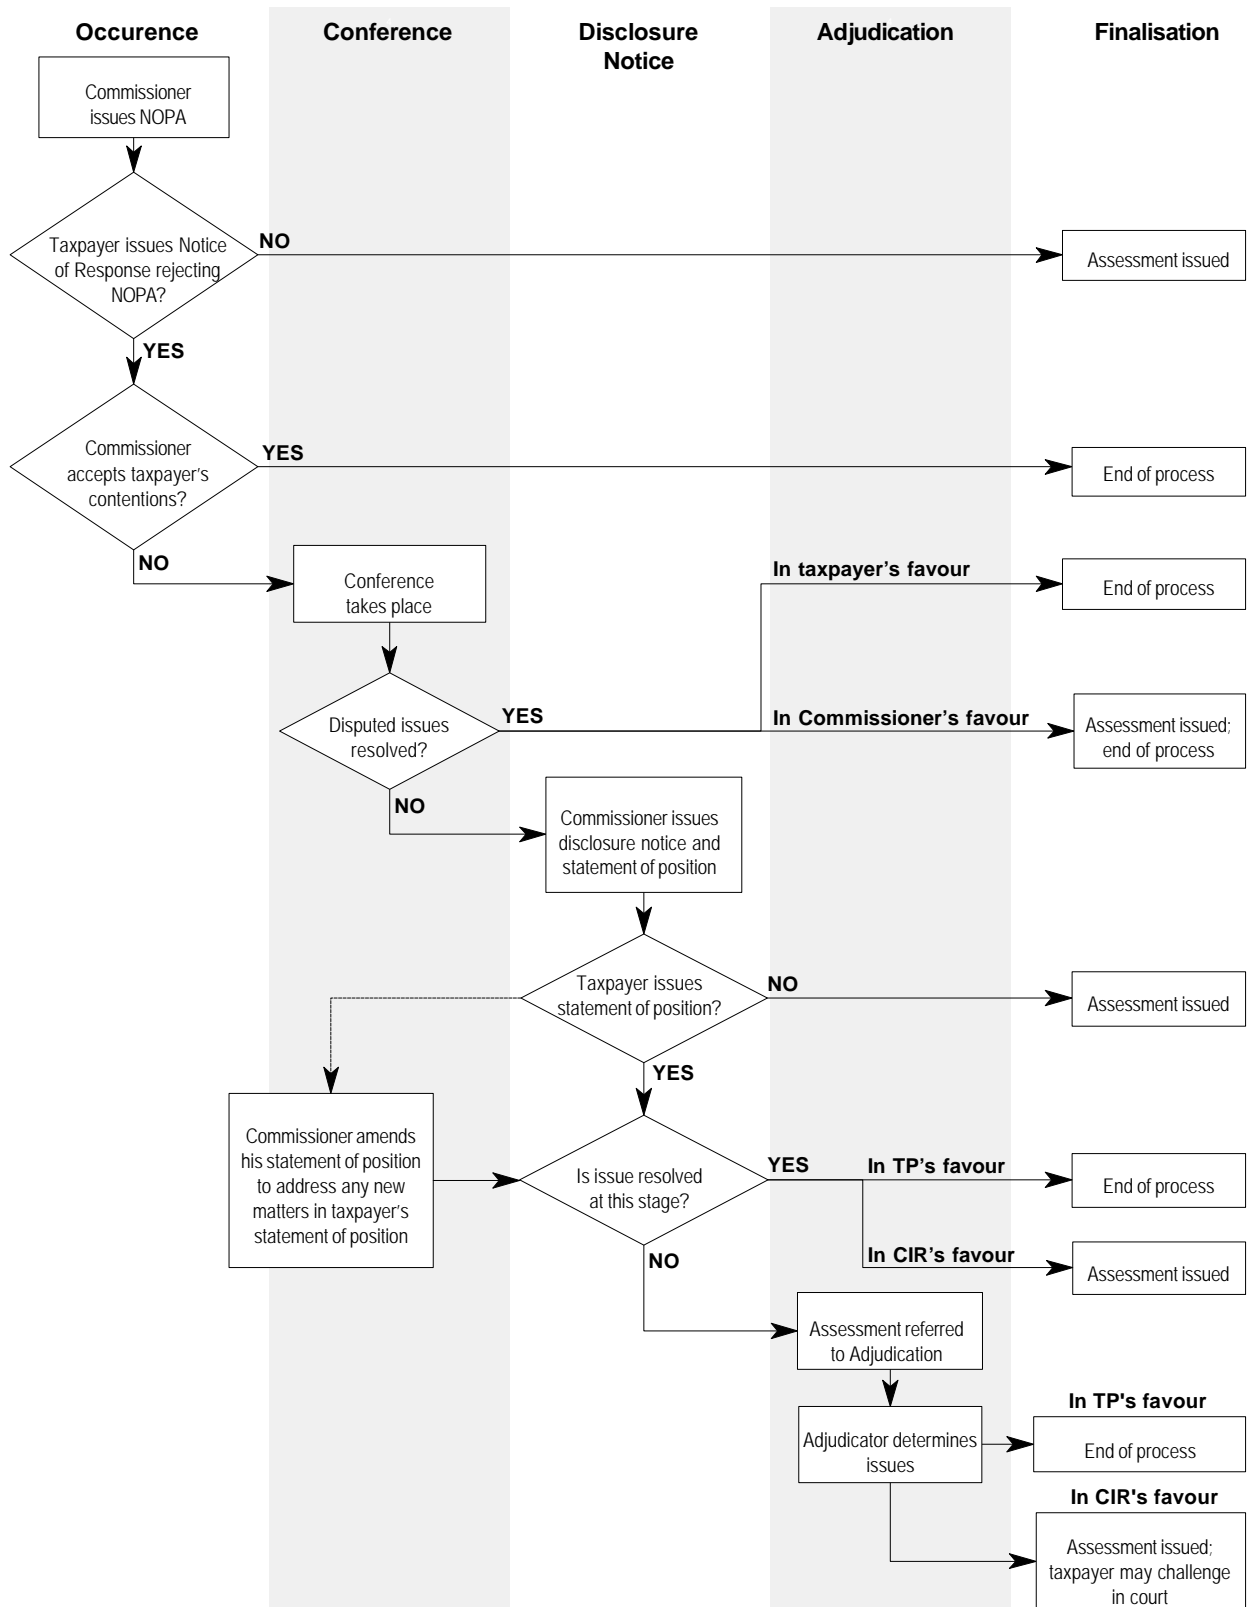 Occurence
Conference
Disclosure
Notice
Adjudication
Finalisation
Commissioner
issues NOPA
Taxpayer issues Notice
of Response rejecting
NOPA?
NO
Assessment issued
YES
Commissioner
accepts taxpayer's
contentions?
YES
End of process
NO
Conference
takes place
In taxpayer's favour
End of process
Disputed issues
resolved?
YES
In Commissioner's favour
Assessment issued;
end of process
NO
Commissioner issues
disclosure notice and
statement of position
Taxpayer issues
statement of position?
NO
Assessment issued
YES
Commissioner amends
his statement of position
to address any new
matters in taxpayer's
statement of position
Is issue resolved
at this stage?
YES
In TP's favour
End of process
In CIR's favour
Assessment issued
NO
Assessment referred
to Adjudication
Adjudicator determines
issues
In TP's favour
End of process
In CIR's favour
Assessment issued;
taxpayer may challenge
in court